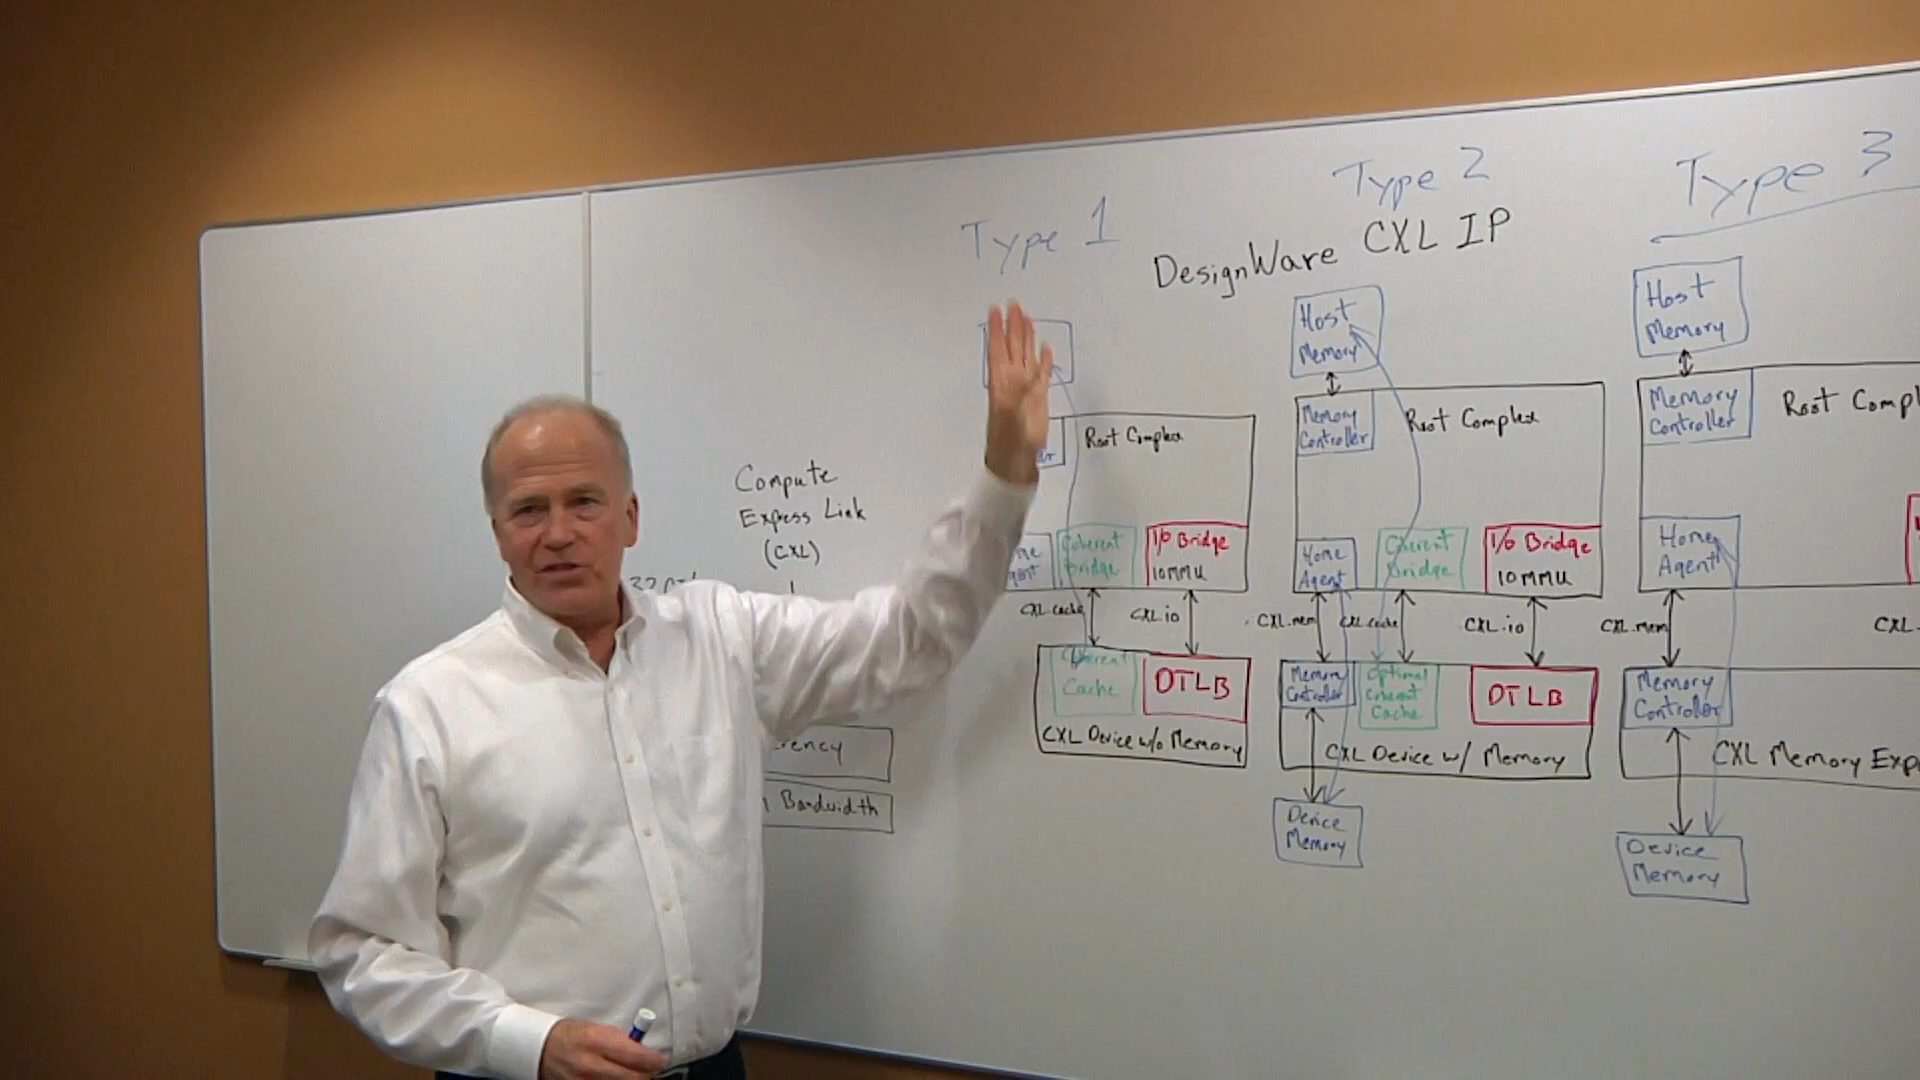 Type 1
Type 2
Type 3
DesignWare CXL IP
Compute
Express Link
(CXL)
Bandwidth
Root Complex
Coherent
Bridge
I/O Bridge
IOMMU
CXL.cache
CXL.io
Coherent
Cache
DTLB
CXL Device w/o Memory
Host
Memory
Memory
Controller
Root Complex
Home
Agent
Coherent
Bridge
I/O Bridge
IOMMU
CXL.mem
CXL.cache
CXL.io
Memory
Controller
Optional
Coherent
Cache
DTLB
CXL Device w/ Memory
Device
Memory
Host
Memory
Memory
Controller
Root Compl
Home
Agent
CXL.mem
CXL.
Memory
Controller
CXL Memory Exp
Device
Memory